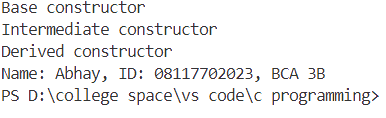 Base constructor
Intermediate constructor
Derived constructor
Name: Abhay, ID: 08117702023, BCA 3B
PS D:\college space\vs code\c programming>